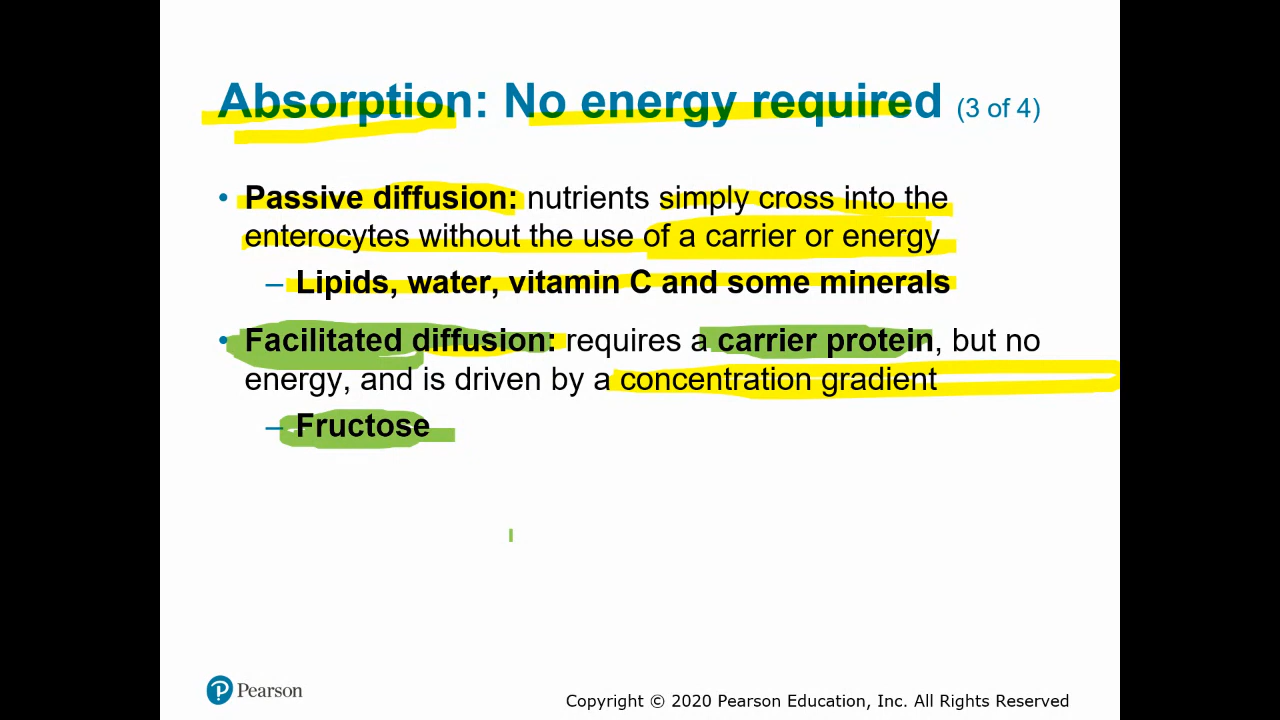 Absorption: No energy required (3 of 4)
• Passive diffusion: nutrients simply cross into the
enterocytes without the use of a carrier or energy
– Lipids, water, vitamin C and some minerals
• Facilitated diffusion: requires a carrier protein, but no
energy, and is driven by a concentration gradient
– Fructose
Pearson
Copyright © 2020 Pearson Education, Inc. All Rights Reserved